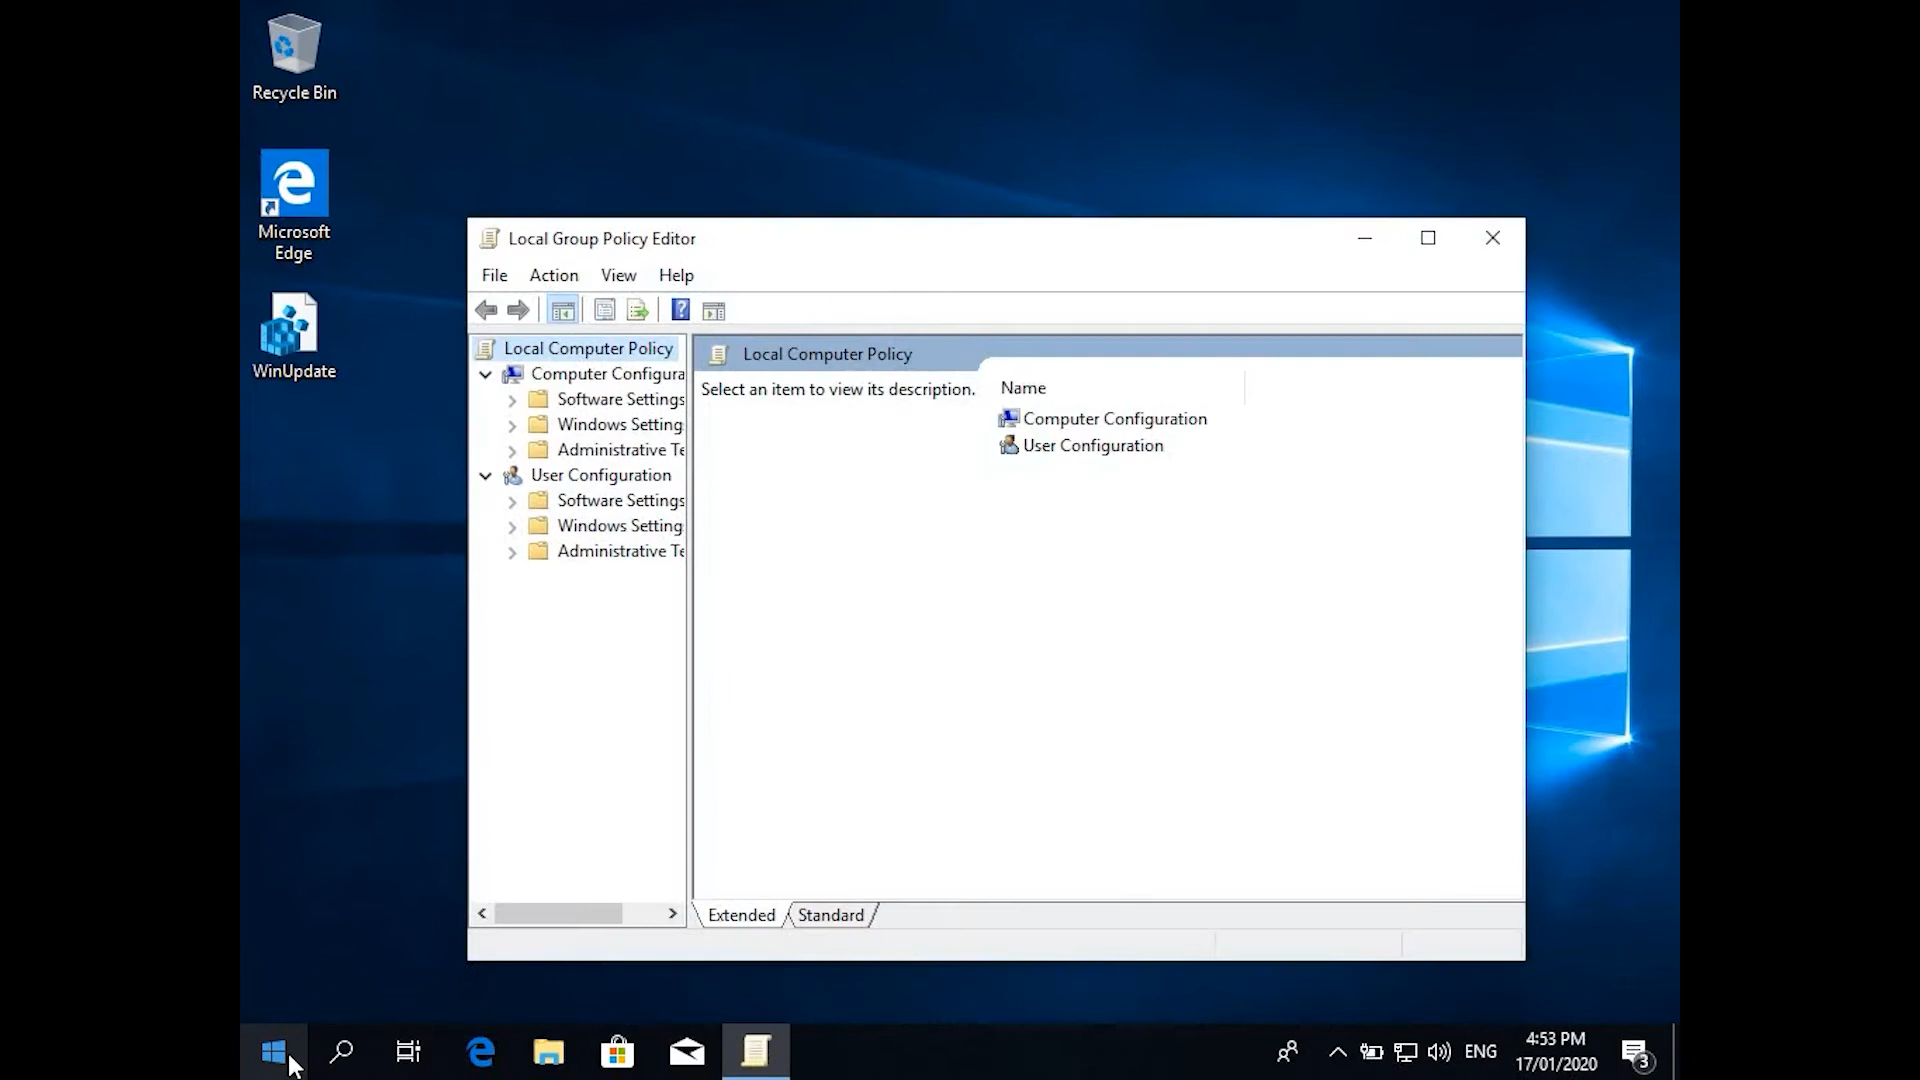 Recycle Bin
Microsoft
Edge
WinUpdate
Local Group Policy Editor
File Action View Help
Local Computer Policy
Computer Configura
Software Settings
Windows Setting
Administrative Te
User Configuration
Software Settings
Windows Setting
Administrative Te
Local Computer Policy
Select an item to view its description.
Name
Computer Configuration
User Configuration
Extended Standard
ENG
4:53 PM
17/01/2020
3